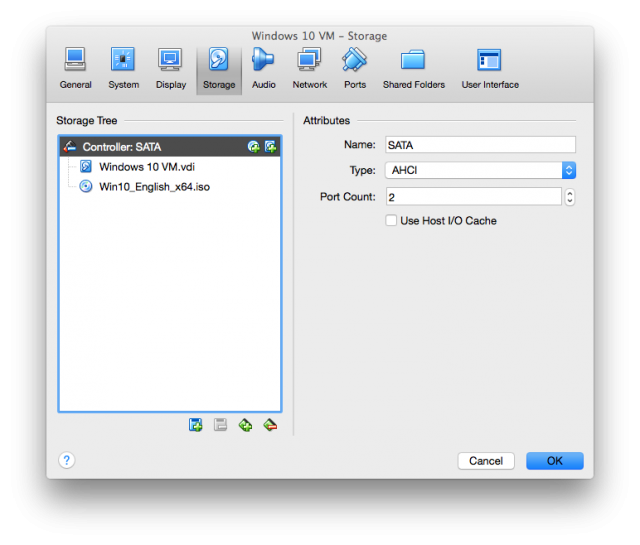 Windows 10 VM – Storage
General System Display Storage Audio Network Ports Shared Folders User Interface
Storage Tree
Attributes
Controller: SATA
Name: SATA
Windows 10 VM.vdi
Type: AHCI
Win10_English_x64.iso
Port Count: 2
Use Host I/O Cache
?
Cancel OK